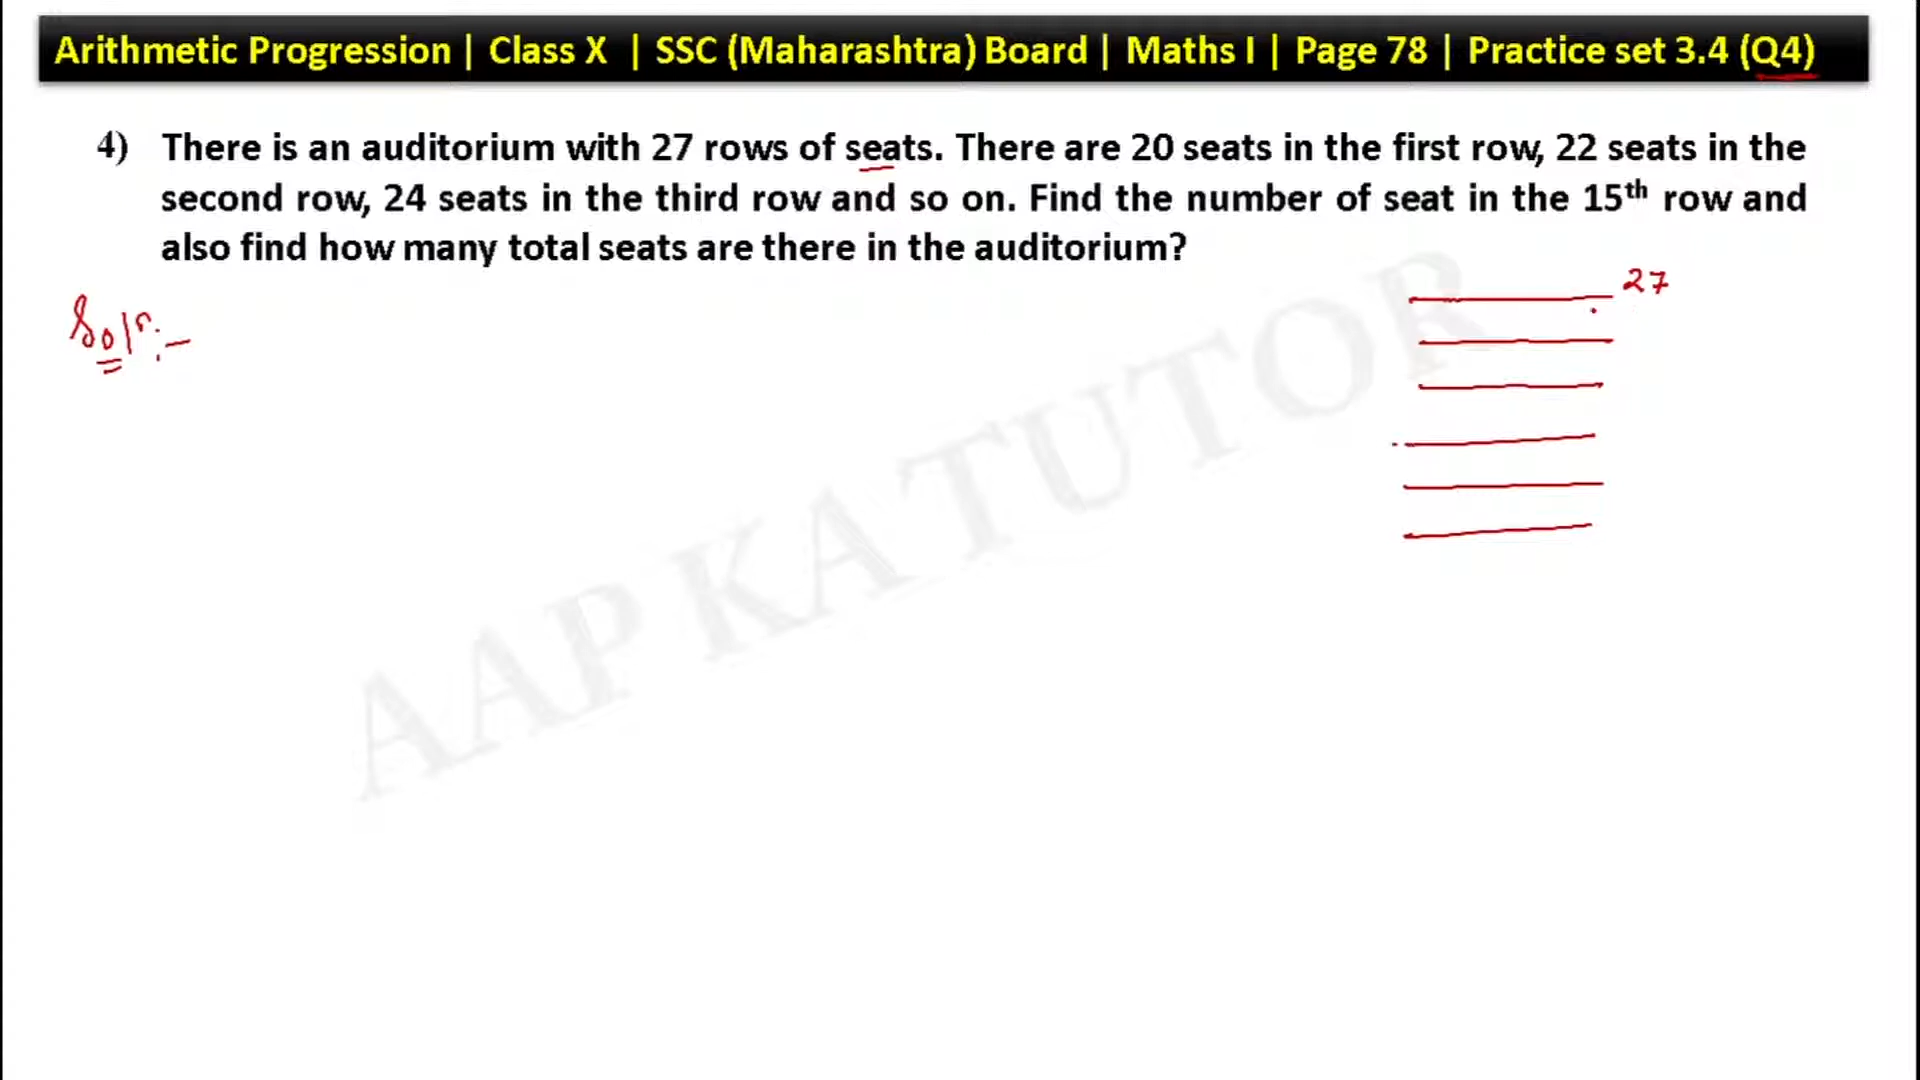 Arithmetic Progression | Class X | SSC (Maharashtra) Board | Maths I | Page 78 | Practice set 3.4 (Q4)
4) There is an auditorium with 27 rows of seats. There are 20 seats in the first row, 22 seats in the
second row, 24 seats in the third row and so on. Find the number of seat in the 15th row and
also find how many total seats are there in the auditorium?
27
Soln:-
AAP KA TUTOR